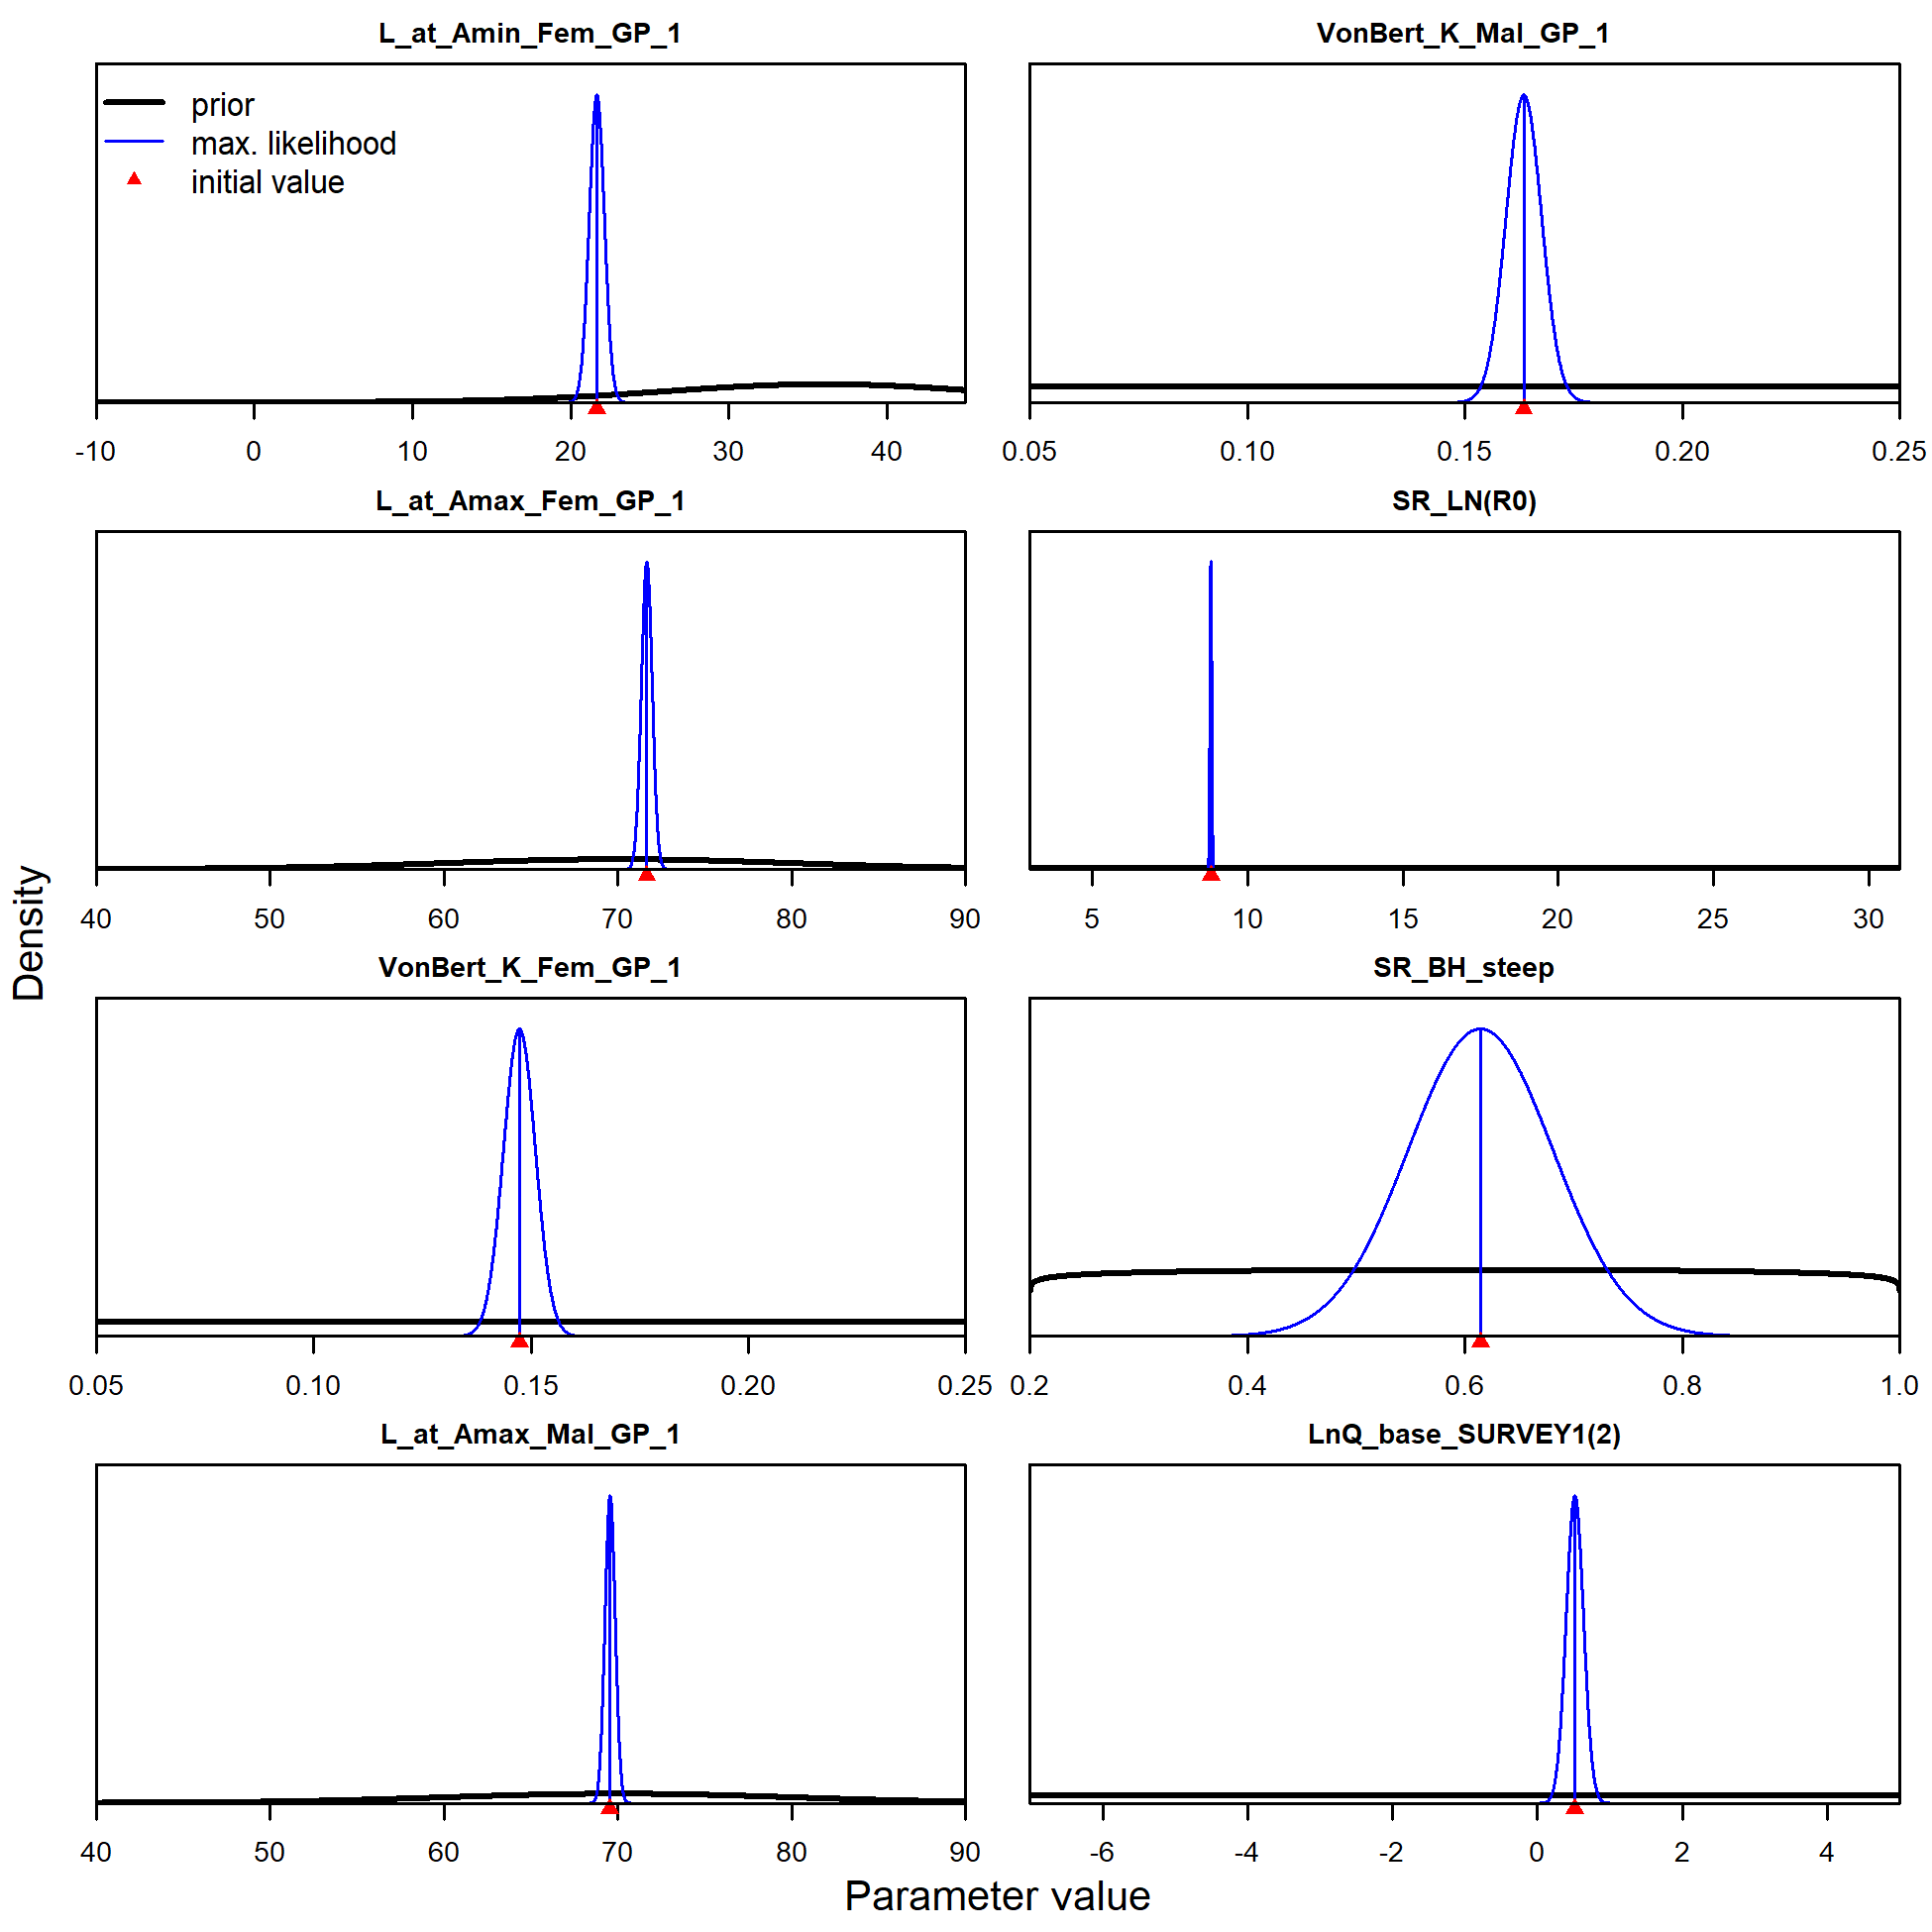 L_at_Amin_Fem_GP_1
prior
max. likelihood
initial value
-10 0 10 20 30 40
VonBert_K_Mal_GP_1
0.05 0.10 0.15 0.20 0.25
L_at_Amax_Fem_GP_1
40 50 60 70 80 90
SR_LN(R0)
5 10 15 20 25 30
VonBert_K_Fem_GP_1
0.05 0.10 0.15 0.20 0.25
SR_BH_steep
0.2 0.4 0.6 0.8 1.0
L_at_Amax_Mal_GP_1
40 50 60 70 80 90
LnQ_base_SURVEY1(2)
-6 -4 -2 0 2 4
Density
Parameter value